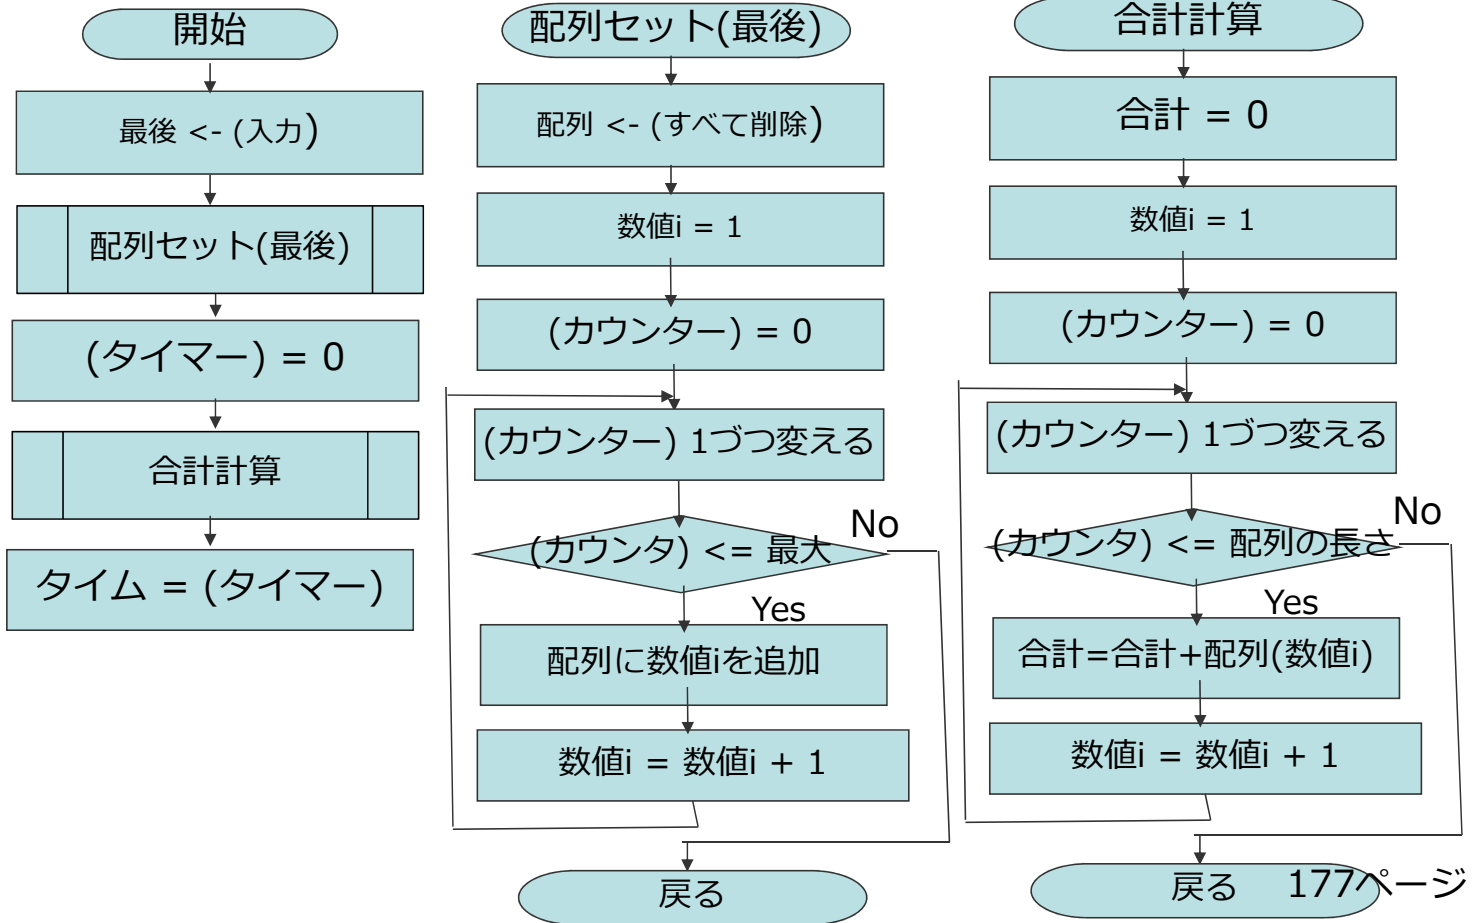 開始
最後 <- (入力)
配列セット(最後)
(タイマー) = 0
合計計算
タイム = (タイマー)
配列セット(最後)
配列 <- (すべて削除)
数値i = 1
(カウンター) = 0
(カウンター) 1づつ変える
(カウンタ) <= 最大
No
Yes
配列に数値iを追加
数値i = 数値i + 1
戻る
合計計算
合計 = 0
数値i = 1
(カウンター) = 0
(カウンター) 1づつ変える
(カウンタ) <= 配列の長さ
No
Yes
合計=合計+配列(数値i)
数値i = 数値i + 1
戻る
177ページ